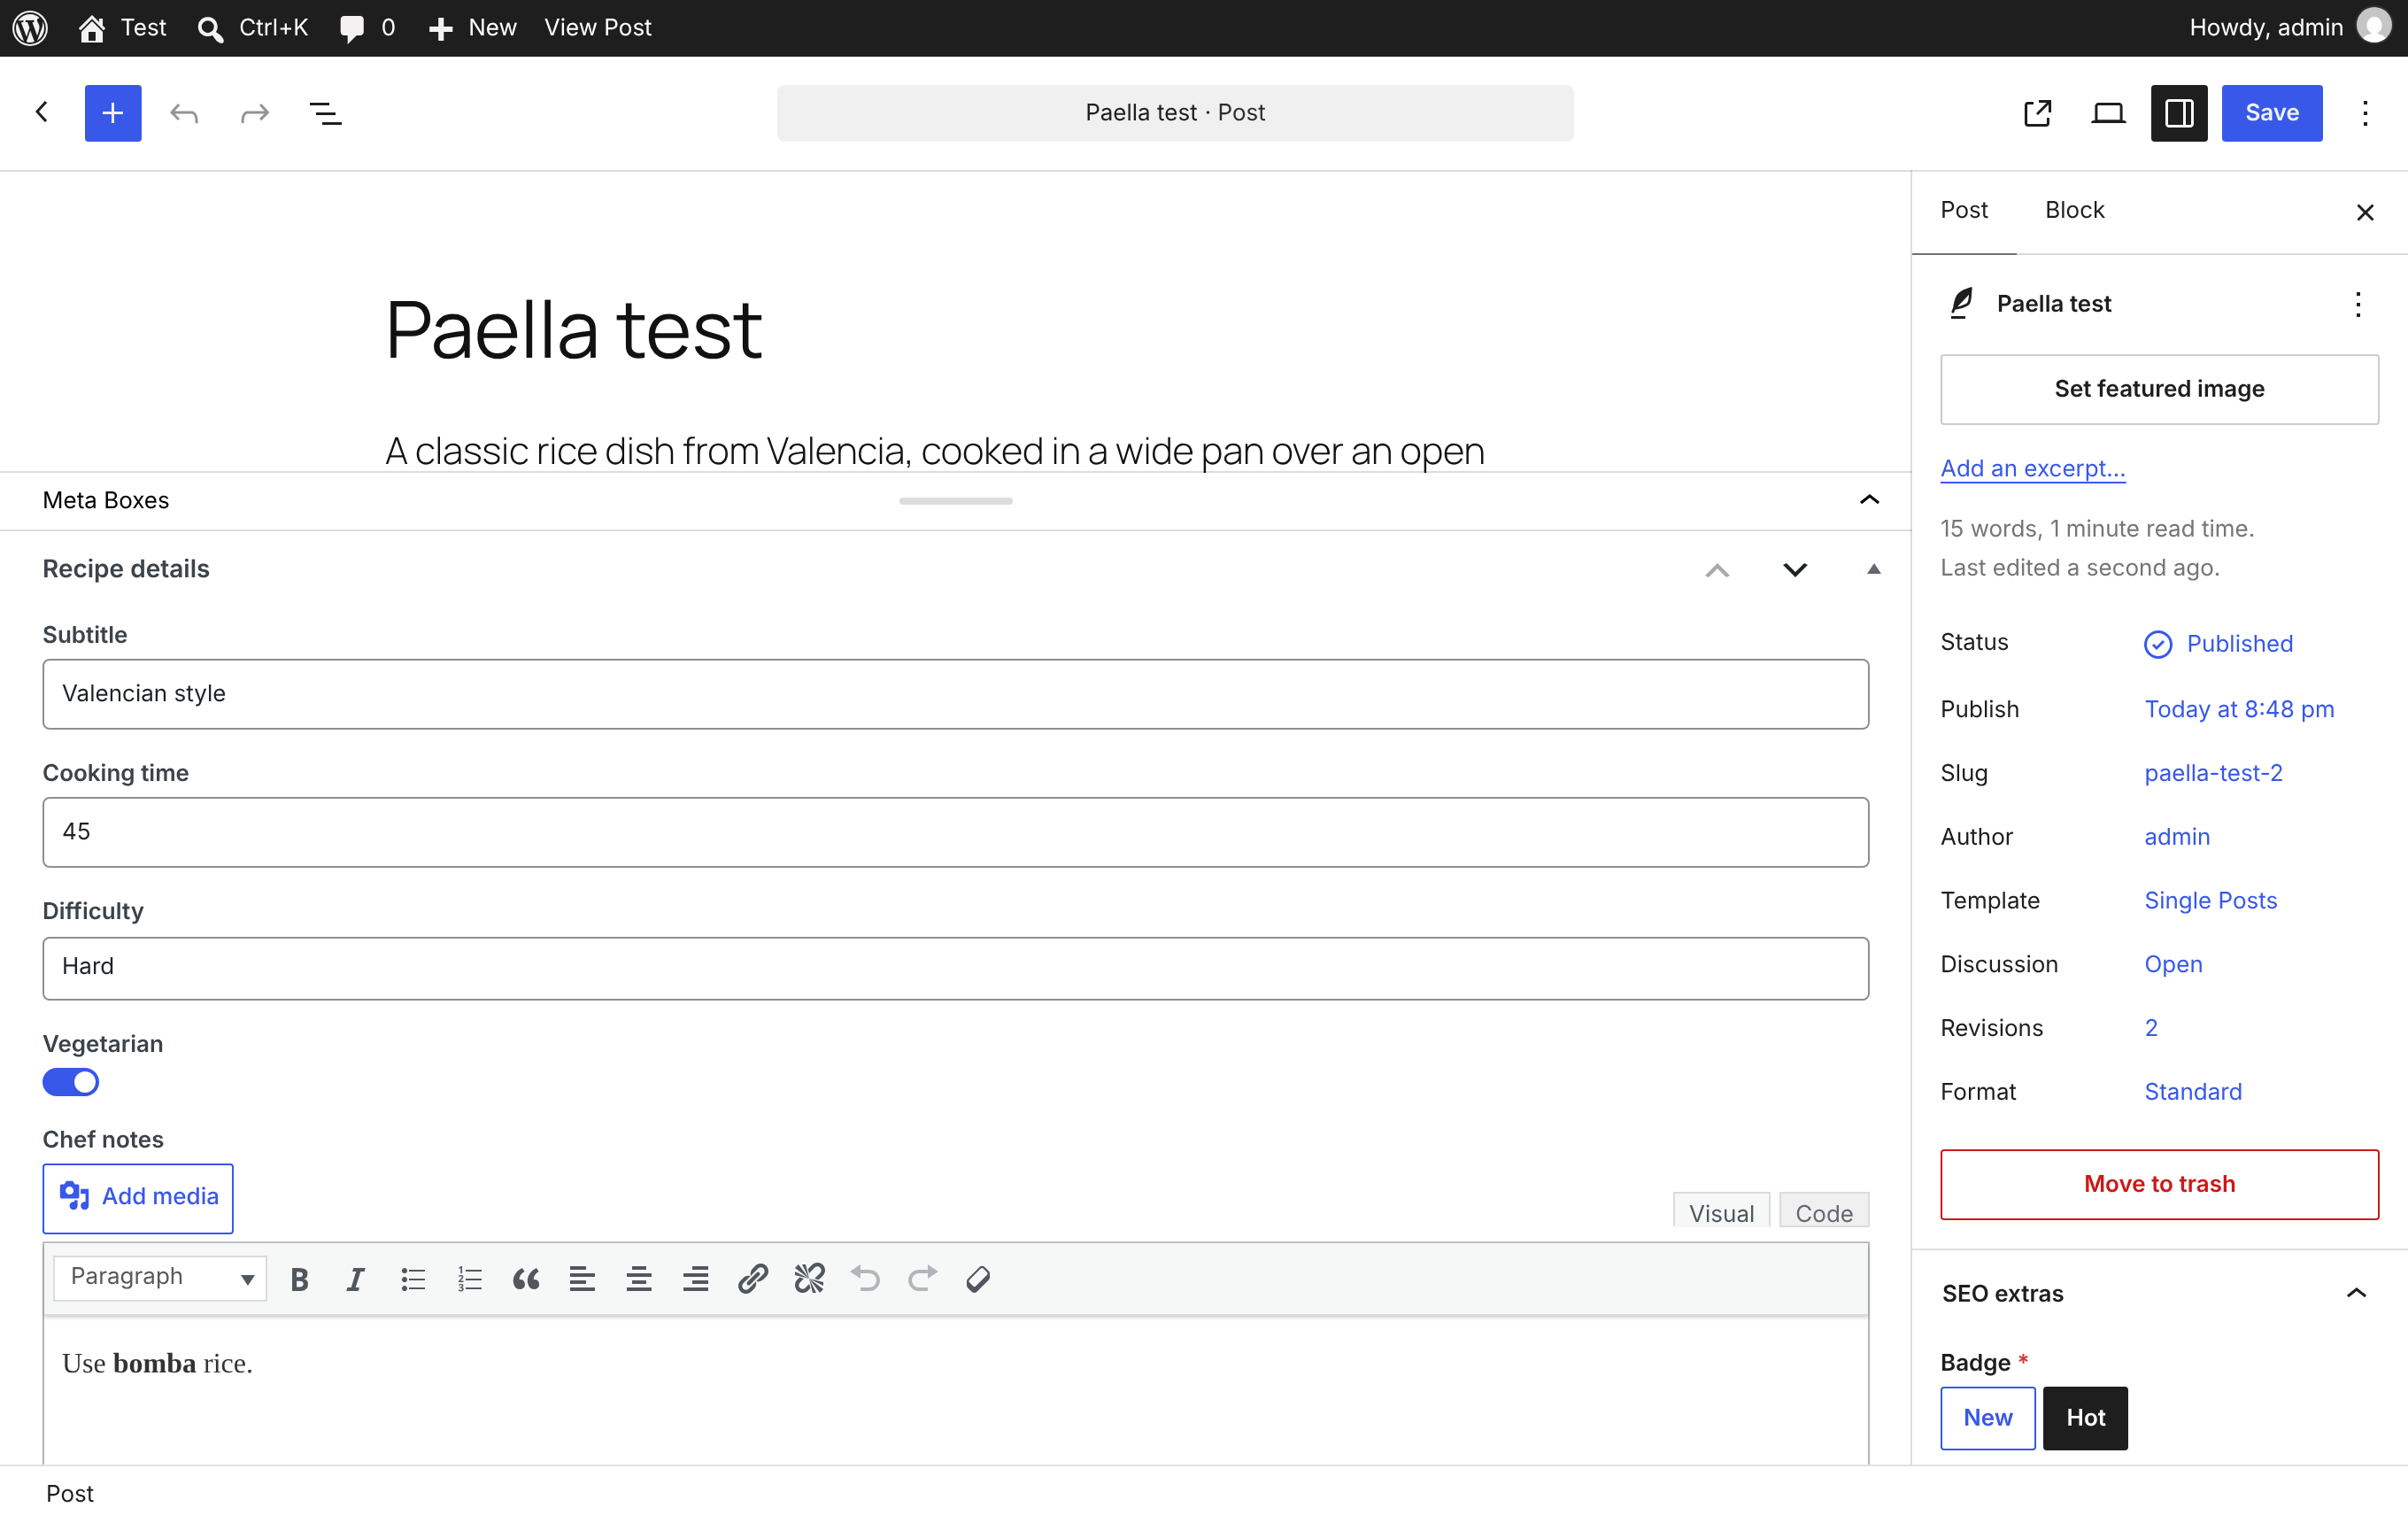 Test
Ctrl+K
0
New
View Post
Howdy, admin
Paella test · Post
Save
Paella test
A classic rice dish from Valencia, cooked in a wide pan over an open
Meta Boxes
Recipe details
Subtitle
Valencian style
Cooking time
45
Difficulty
Hard
Vegetarian
Chef notes
Add media
Visual
Code
Paragraph
Use bomba rice.
Post
Block
Paella test
Set featured image
Add an excerpt...
15 words, 1 minute read time.
Last edited a second ago.
Status Published
Publish Today at 8:48 pm
Slug paella-test-2
Author admin
Template Single Posts
Discussion Open
Revisions 2
Format Standard
Move to trash
SEO extras
Badge *
New
Hot
Post